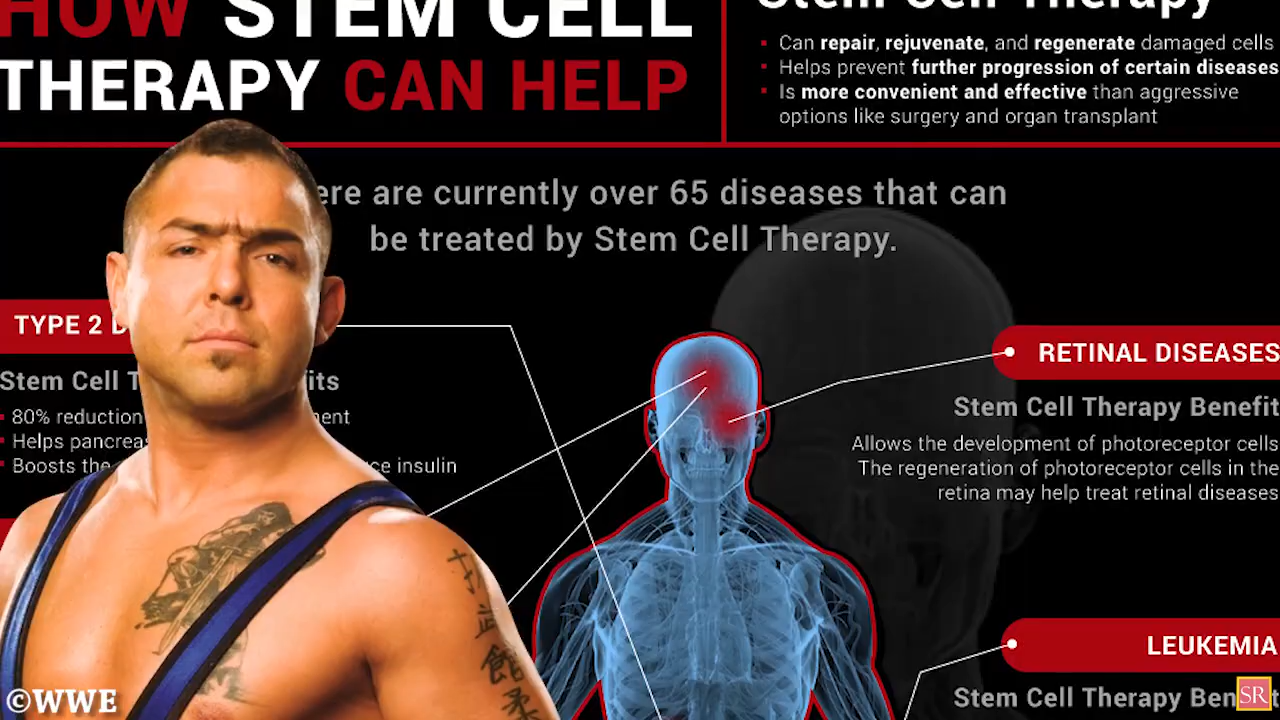 HOW STEM CELL
THERAPY CAN HELP
Stem Cell Therapy
Can repair, rejuvenate, and regenerate damaged cells
Helps prevent further progression of certain diseases
Is more convenient and effective than aggressive
options like surgery and organ transplant
ere are currently over 65 diseases that can
be treated by Stem Cell Therapy.
TYPE 2 D
Stem Cell T its
80% reduction ent
Helps pancrea
Boosts the ce insulin
RETINAL DISEASES
Stem Cell Therapy Benefit
Allows the development of photoreceptor cells
The regeneration of photoreceptor cells in the
retina may help treat retinal diseases
LEUKEMIA
Stem Cell Therapy Ben t
館
柔
©WWE
SR